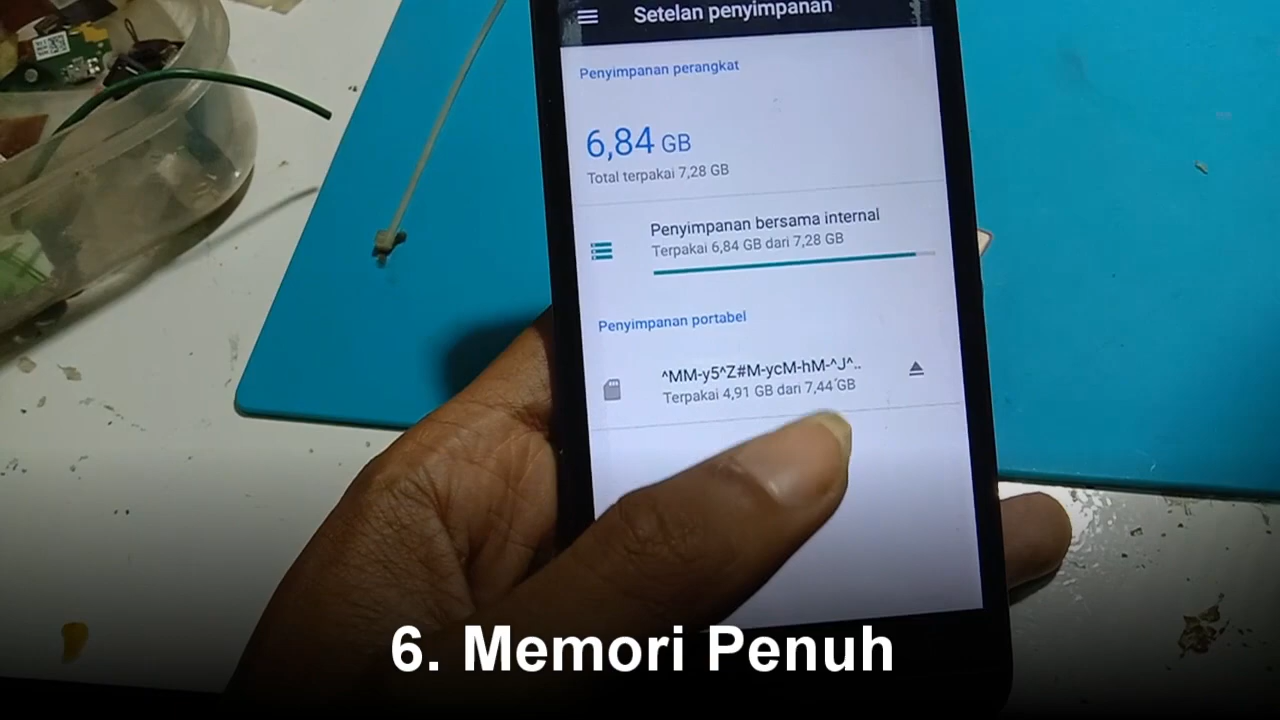 Setelan penyimpanan
Penyimpanan perangkat
6,84 GB
Total terpakai 7,28 GB
Penyimpanan bersama internal
Terpakai 6,84 GB dari 7,28 GB
Penyimpanan portabel
^MM-y5^Z#M-ycM-hM-^J^..
Terpakai 4,91 GB dari 7,44 GB
6. Memori Penuh